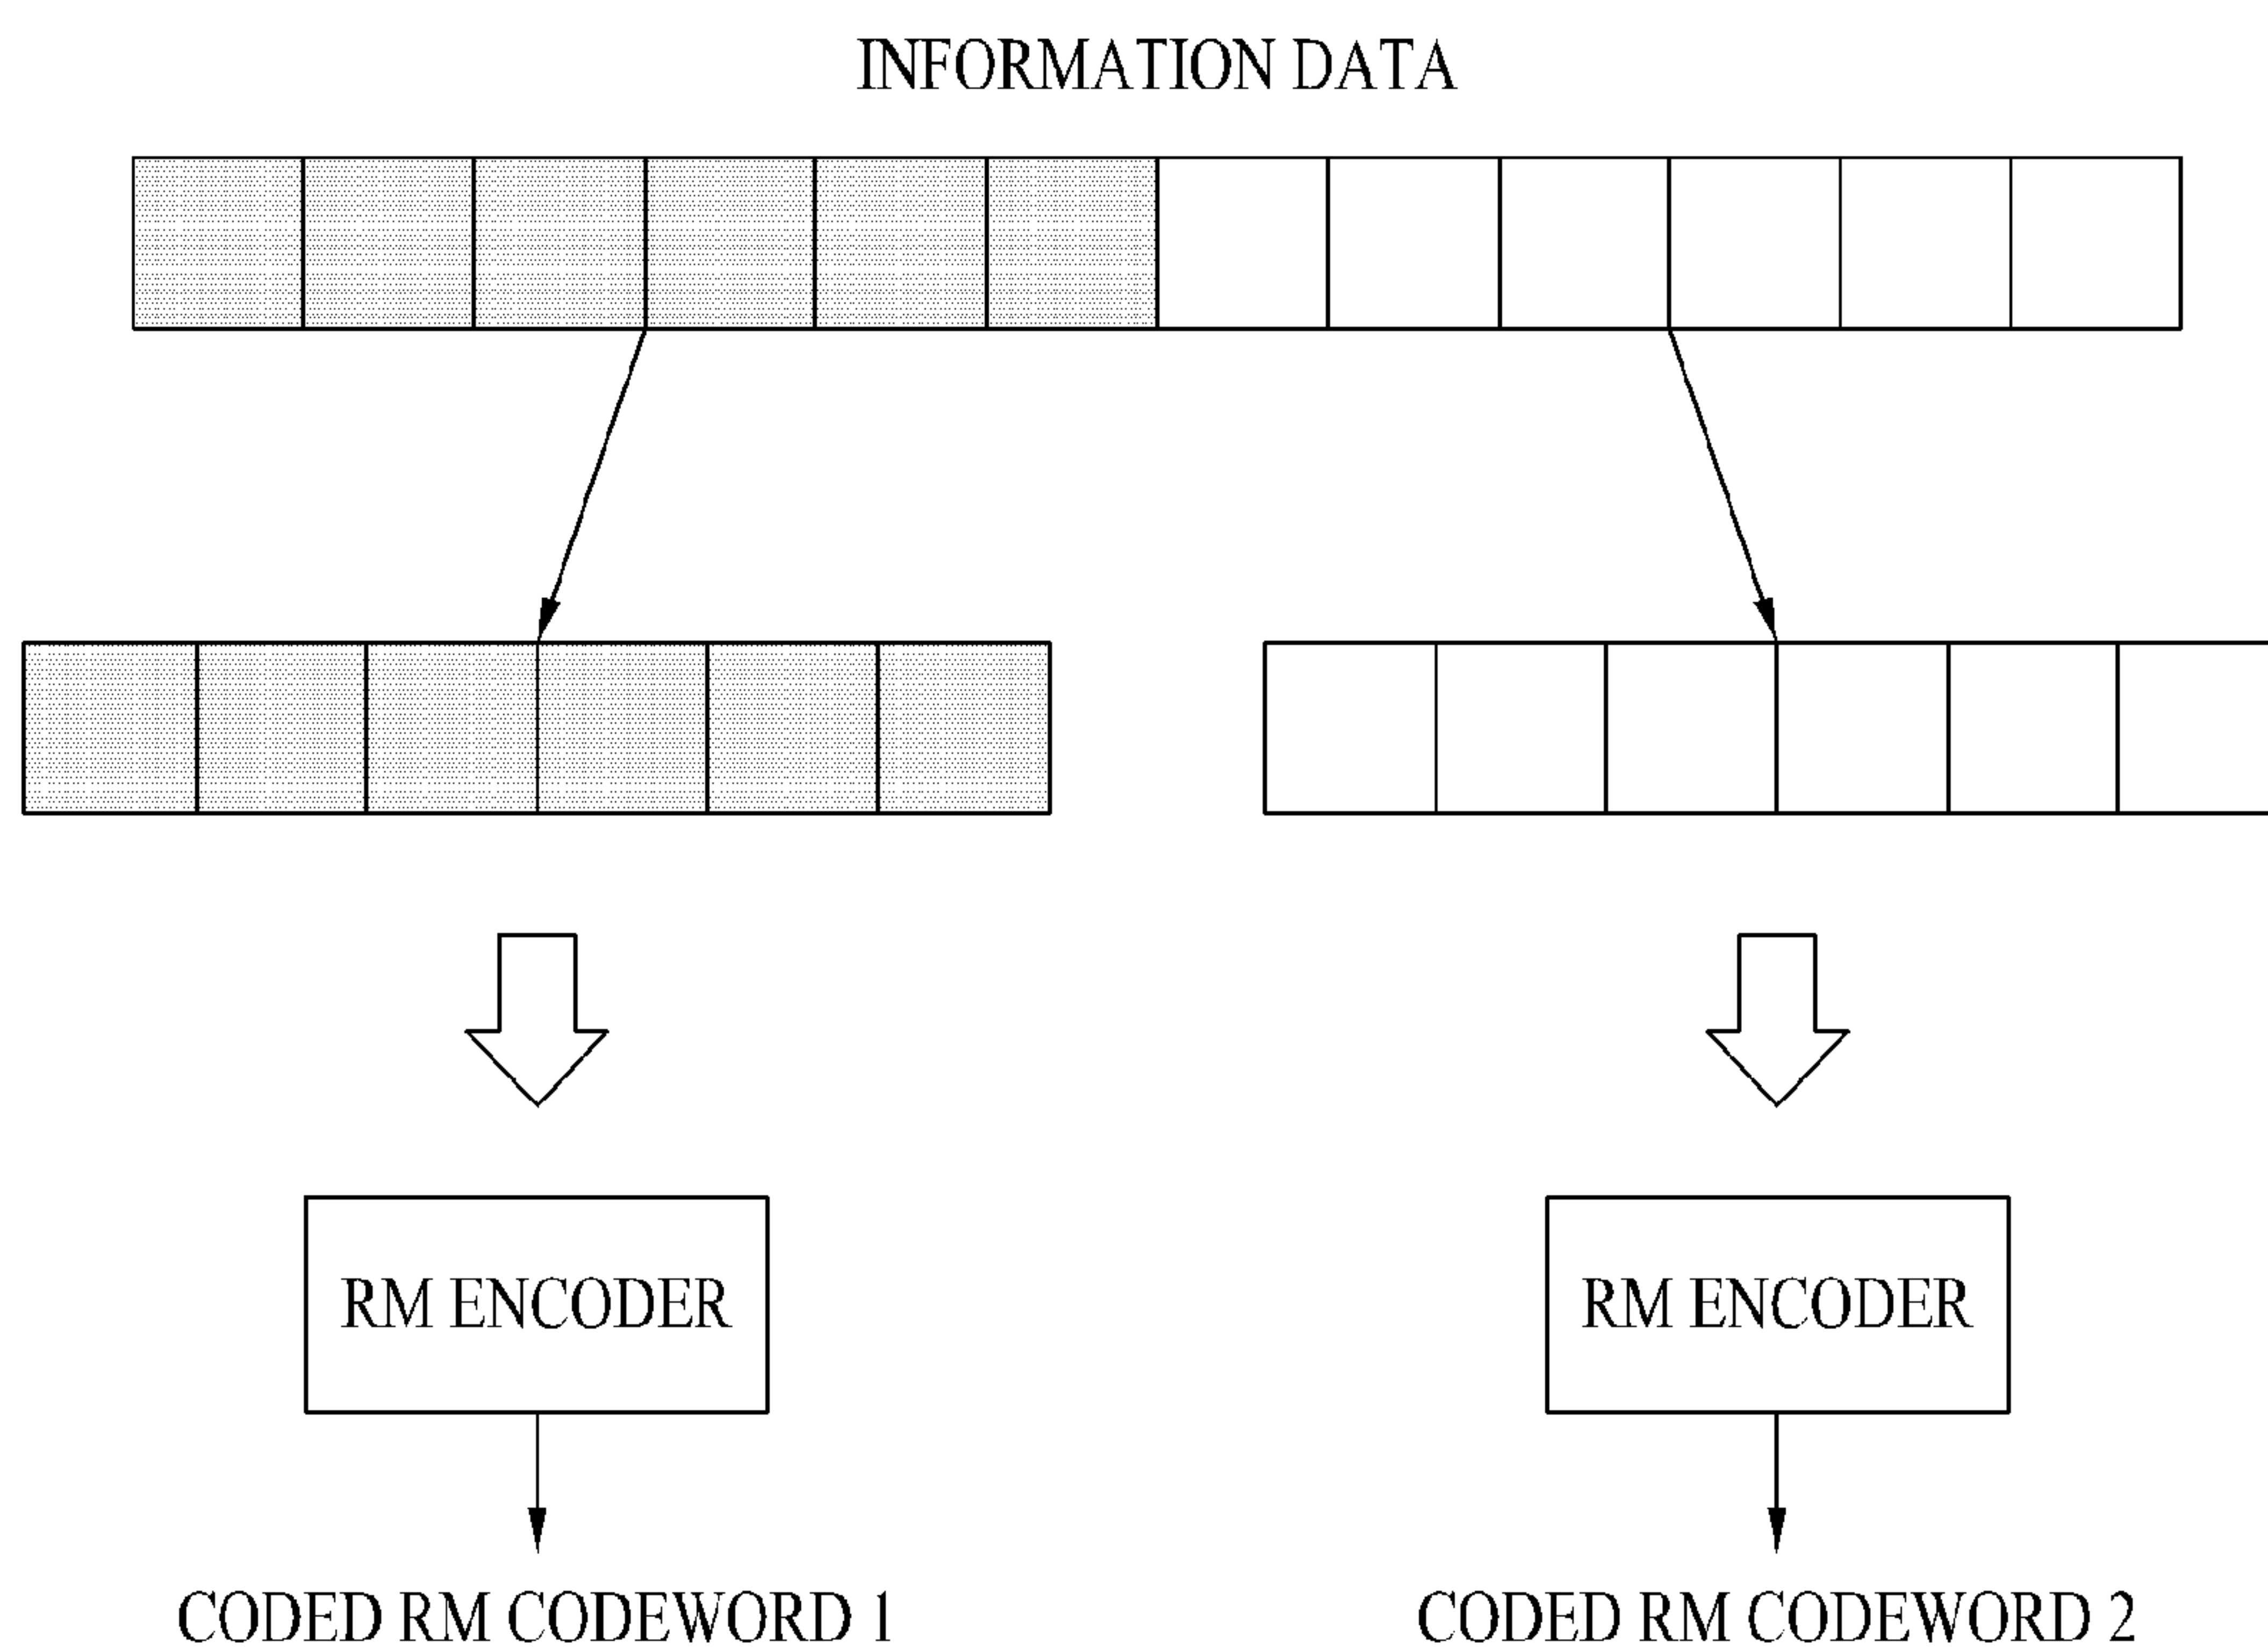 INFORMATION DATA
RM ENCODER
RM ENCODER
CODED RM CODEWORD 1
CODED RM CODEWORD 2